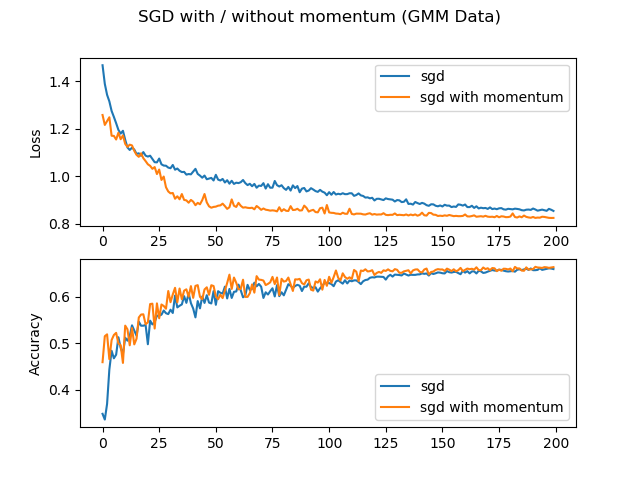 SGD with / without momentum (GMM Data)
Loss
1.4
1.2
1.0
0.8
sgd
sgd with momentum
0 25 50 75 100 125 150 175 200
Accuracy
0.6
0.5
0.4
sgd
sgd with momentum
0 25 50 75 100 125 150 175 200